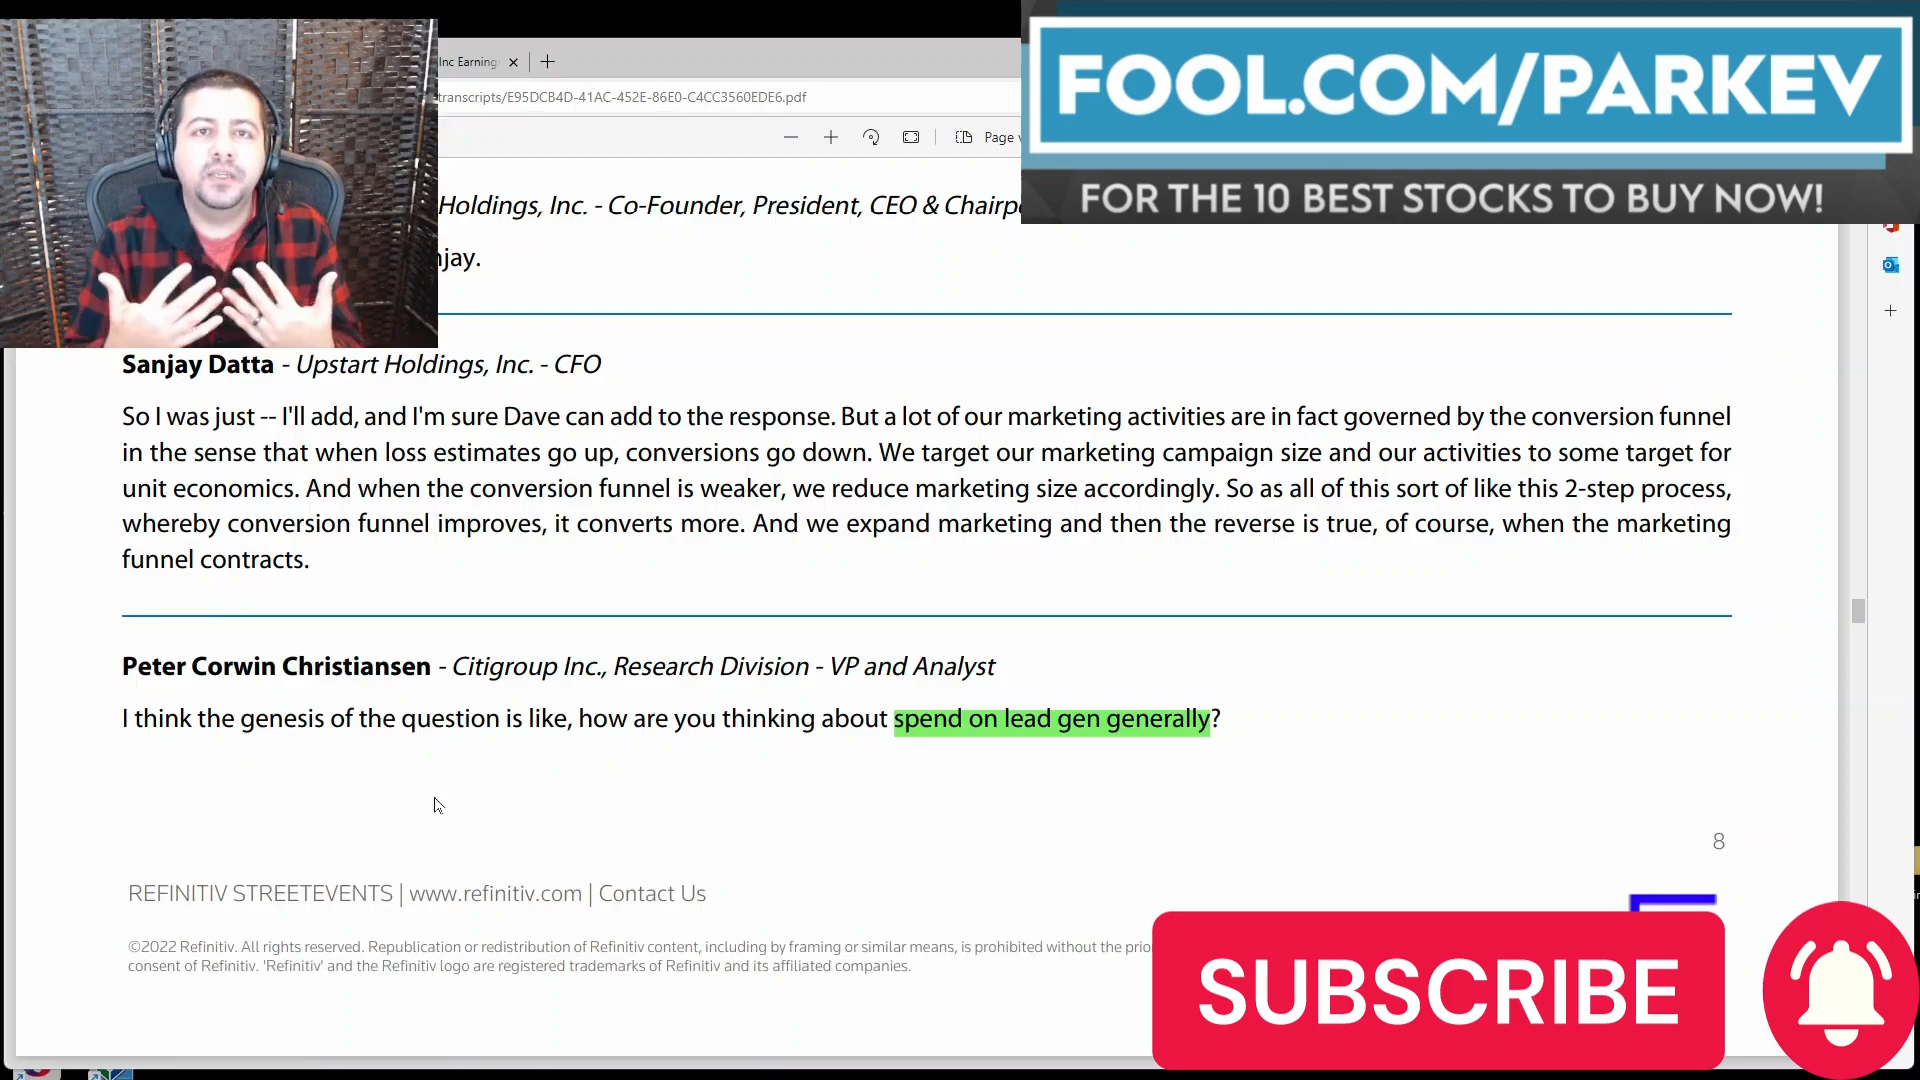 FOOL.COM/PARKEV
FOR THE 10 BEST STOCKS TO BUY NOW!
Inc Earning
transcripts/E95DCB4D-41AC-452E-86E0-C4CC3560EDE6.pdf
Page
Holdings, Inc. - Co-Founder, President, CEO &
njay.
Sanjay Datta - Upstart Holdings, Inc. - CFO
So I was just -- I'll add, and I'm sure Dave can add to the response. But a lot of our marketing activities are in fact governed by the conversion funnel
in the sense that when loss estimates go up, conversions go down. We target our marketing campaign size and our activities to some target for
unit economics. And when the conversion funnel is weaker, we reduce marketing size accordingly. So as all of this sort of like this 2-step process,
whereby conversion funnel improves, it converts more. And we expand marketing and then the reverse is true, of course, when the marketing
funnel contracts.
Peter Corwin Christiansen - Citigroup Inc., Research Division - VP and Analyst
I think the genesis of the question is like, how are you thinking about spend on lead gen generally?
8
REFINITIV STREETEVENTS | www.refinitiv.com | Contact Us
©2022 Refinitiv. All rights reserved. Republication or redistribution of Refinitiv content, including by framing or similar means, is prohibited without the
consent of Refinitiv. 'Refinitiv' and the Refinitiv logo are registered trademarks of Refinitiv and its affiliated companies.
SUBSCRIBE